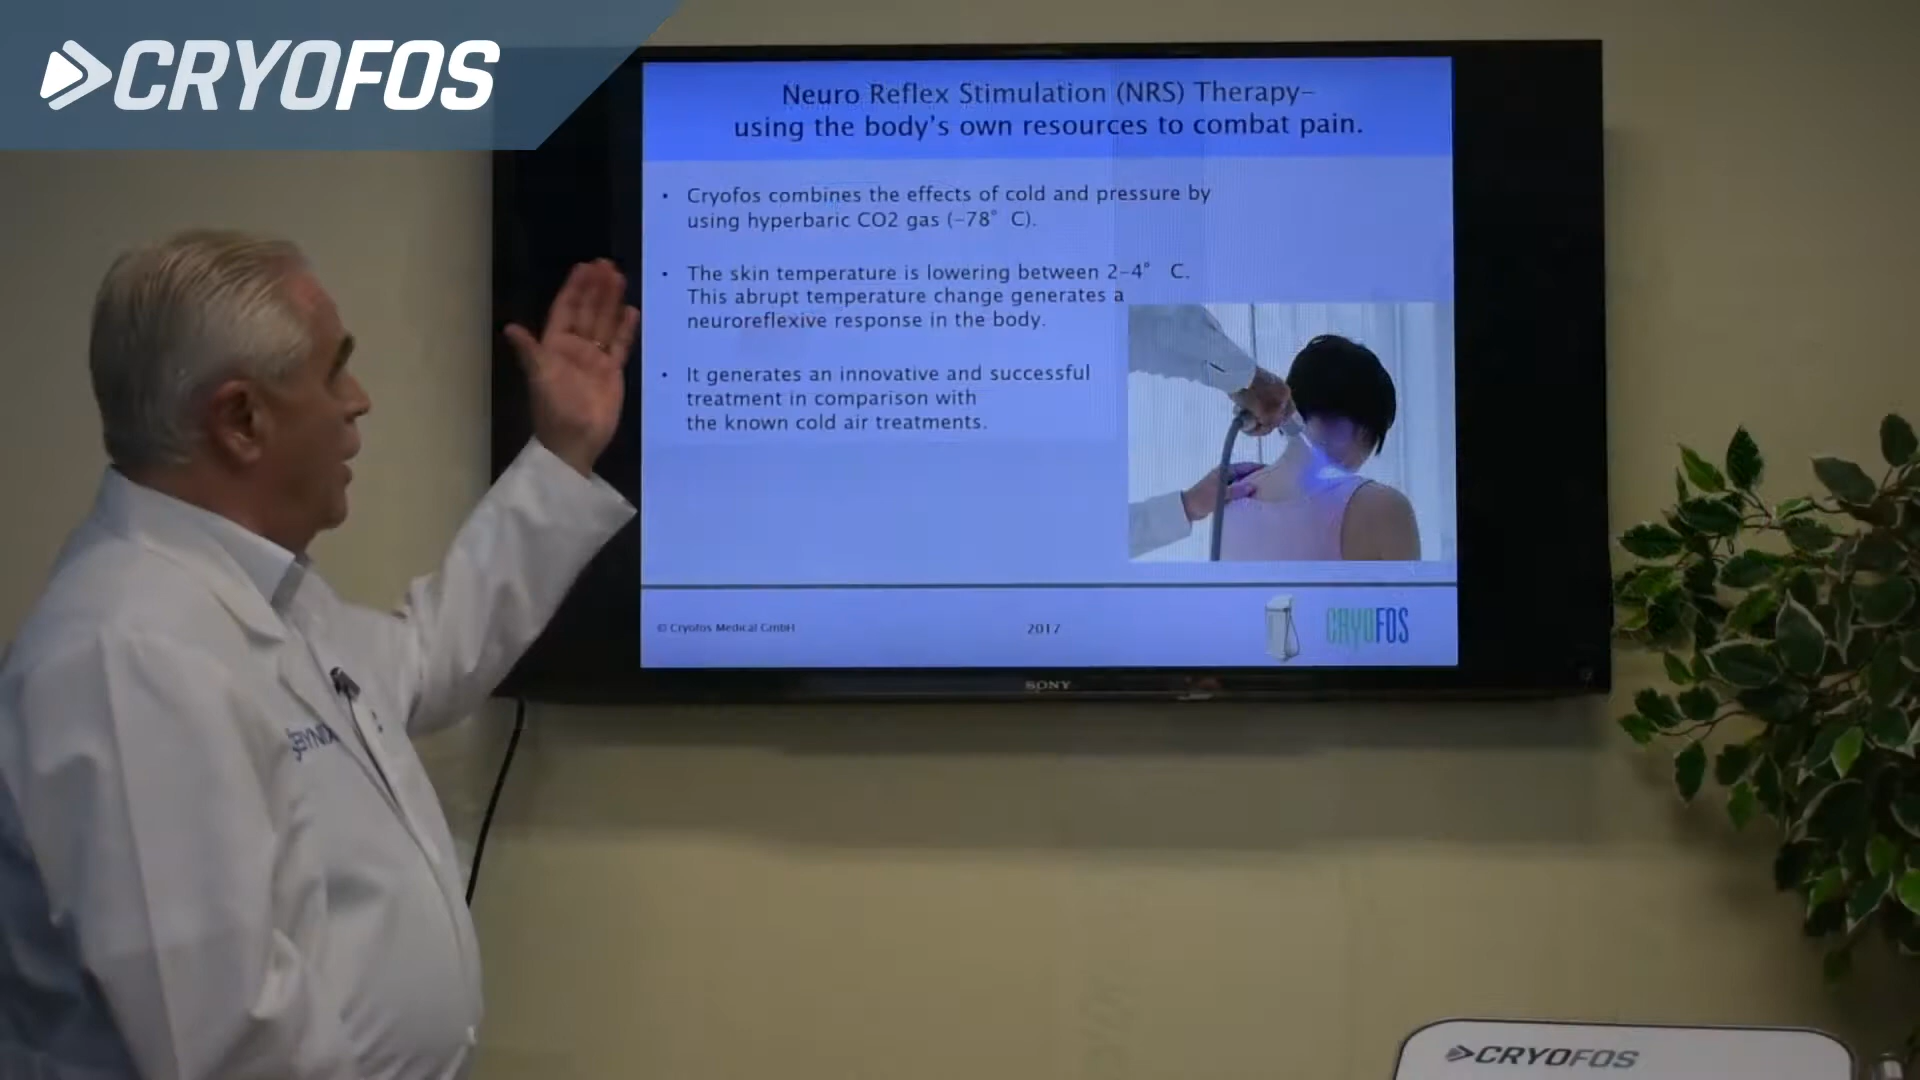 CRYOFOS
Neuro Reflex Stimulation (NRS) Therapy–
using the body's own resources to combat pain.
• Cryofos combines the effects of cold and pressure by
using hyperbaric CO2 gas (–78° C).
• The skin temperature is lowering between 2–4° C.
This abrupt temperature change generates a
neuroreflexive response in the body.
• It generates an innovative and successful
treatment in comparison with
the known cold air treatments.
© Cryofos Medical GmbH
2017
CRYOFOS
SONY
CRYOFOS